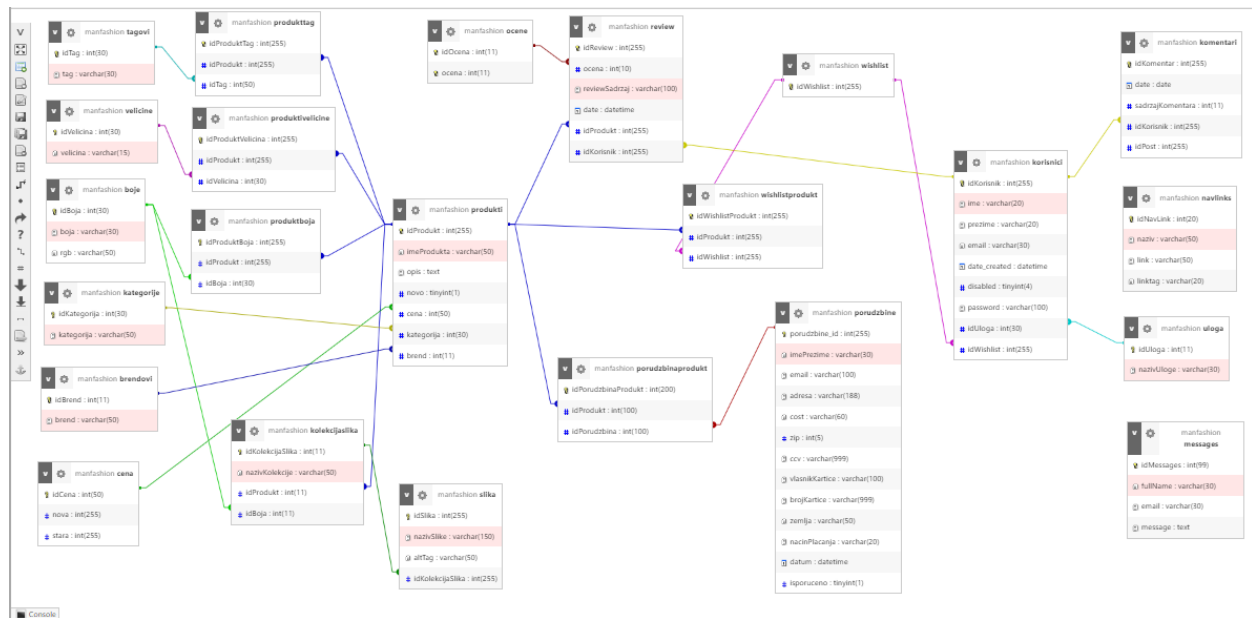 manfashion tagovi
idTag : int(30)
tag : varchar(30)
manfashion produkttag
idProduktTag : int(255)
idProdukt : int(255)
idTag : int(50)
manfashion ocene
idOcena : int(11)
ocena : int(11)
manfashion review
idReview : int(255)
ocena : int(10)
reviewSadrzaj : varchar(100)
date : datetime
idProdukt : int(255)
idKorisnik : int(255)
manfashion wishlist
idWishlist : int(255)
manfashion komentari
idKomentar : int(255)
date : date
sadrzajKomentara : int(11)
idKorisnik : int(255)
idPost : int(255)
manfashion velicine
idVelicina : int(30)
velicina : varchar(15)
manfashion produktivelicine
idProduktVelicina : int(255)
idProdukt : int(255)
idVelicina : int(30)
manfashion boje
idBoja : int(30)
boja : varchar(30)
rgb : varchar(50)
manfashion produktboja
idProduktBoja : int(255)
idProdukt : int(255)
idBoja : int(30)
manfashion produkti
idProdukt : int(255)
imeProdukta : varchar(50)
opis : text
novo : tinyint(1)
cena : int(50)
kategorija : int(30)
brend : int(11)
manfashion wishlistprodukt
idWishlistProdukt : int(255)
idProdukt : int(255)
idWishlist : int(255)
manfashion korisnici
idKorisnik : int(255)
ime : varchar(20)
prezime : varchar(20)
email : varchar(30)
date_created : datetime
disabled : tinyint(4)
password : varchar(100)
idUloga : int(30)
idWishlist : int(255)
manfashion navlinks
idNavLink : int(20)
naziv : varchar(50)
link : varchar(50)
linktag : varchar(20)
manfashion kategorije
idKategorija : int(30)
kategorija : varchar(50)
manfashion porudzbine
porudzbine_id : int(255)
imePrezime : varchar(30)
email : varchar(100)
adresa : varchar(188)
cost : varchar(60)
zip : int(5)
ccv : varchar(999)
vlasnikKartice : varchar(100)
brojKartice : varchar(999)
zemlja : varchar(50)
nacinPlacanja : varchar(20)
datum : datetime
isporuceno : tinyint(1)
manfashion uloga
idUloga : int(11)
nazivUloge : varchar(30)
manfashion brendovi
idBrend : int(11)
brend : varchar(50)
manfashion porudzbinaprodukt
idPorudzbinaProdukt : int(200)
idProdukt : int(100)
idPorudzbina : int(100)
manfashion kolekcijaslika
idKolekcijaSlika : int(11)
nazivKolekcije : varchar(50)
idProdukt : int(11)
idBoja : int(11)
manfashion
messages
idMessages : int(99)
fullName : varchar(30)
email : varchar(30)
message : text
manfashion cena
idCena : int(50)
nova : int(255)
stara : int(255)
manfashion slika
idSlika : int(255)
nazivSlike : varchar(150)
altTag : varchar(50)
idKolekcijaSlika : int(255)
Console